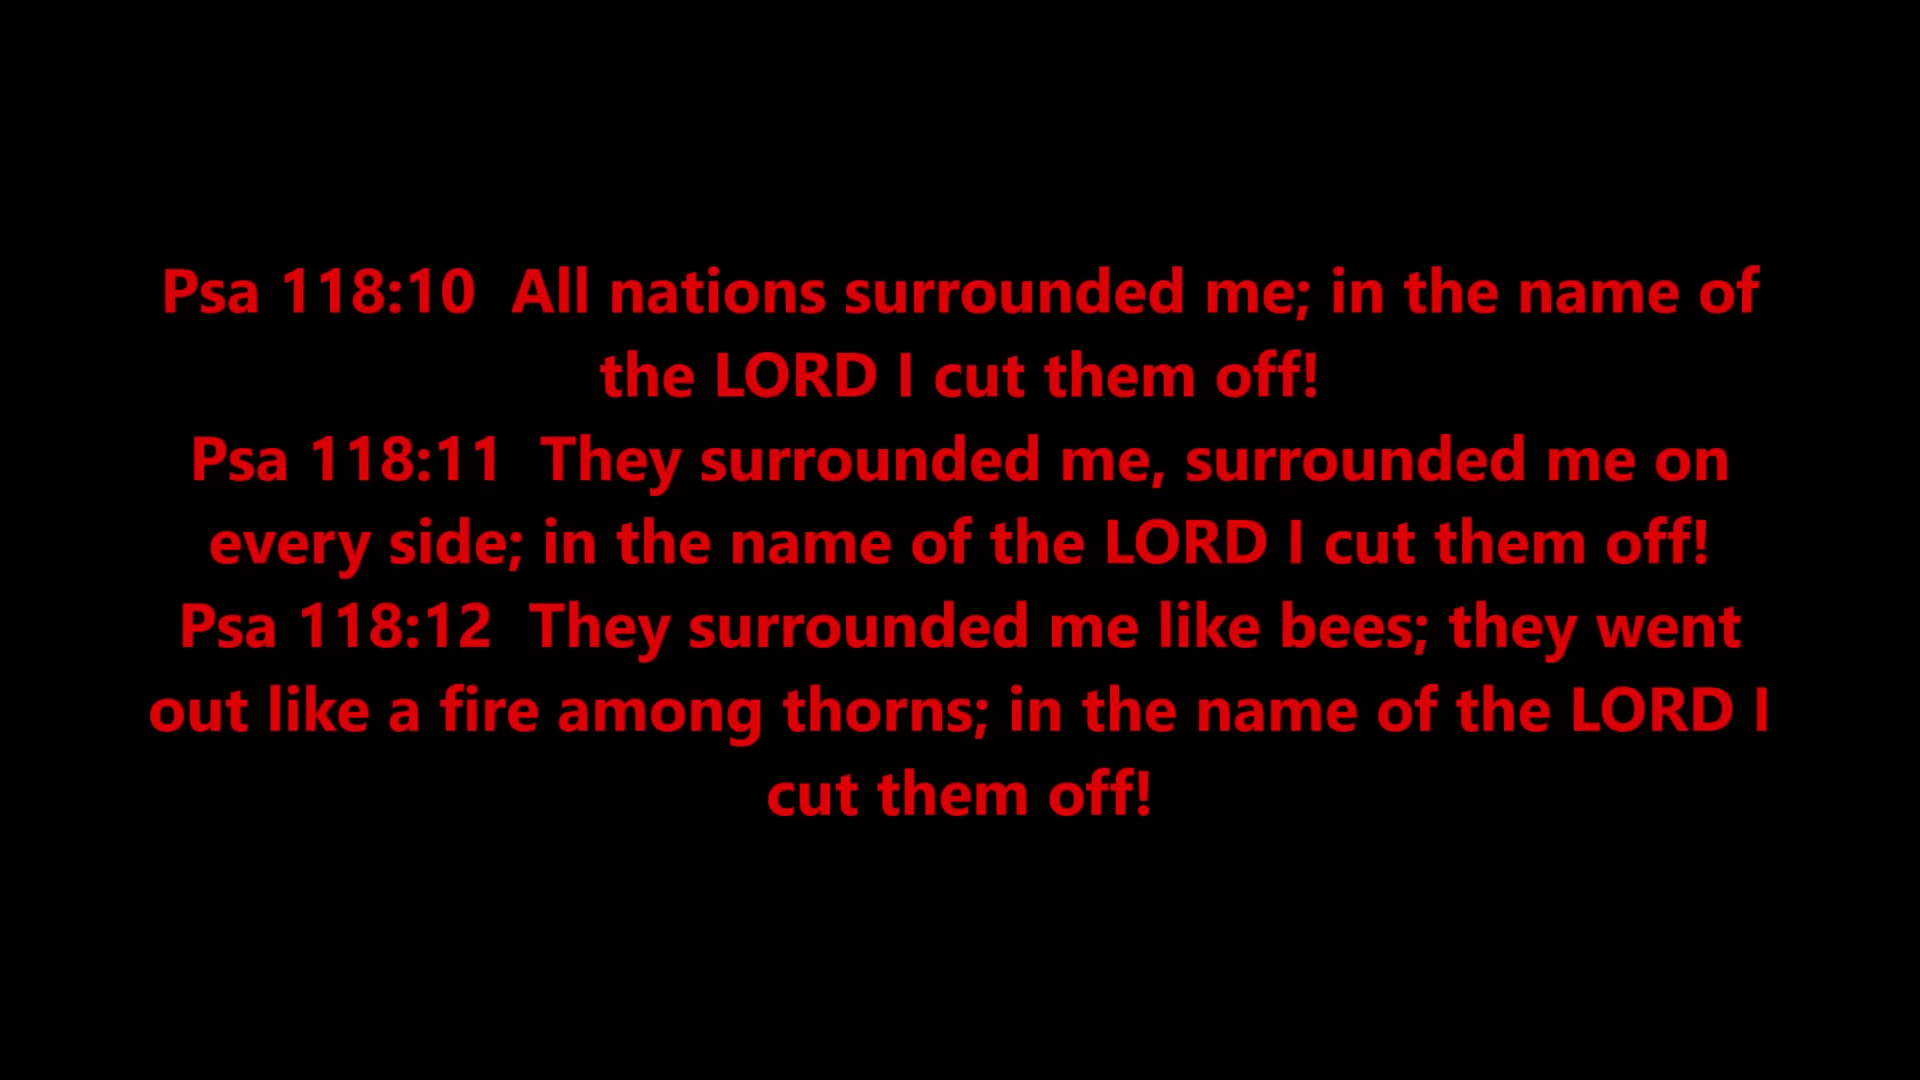 Psa 118:10  All nations surrounded me; in the name of
the LORD I cut them off!
Psa 118:11  They surrounded me, surrounded me on
every side; in the name of the LORD I cut them off!
Psa 118:12  They surrounded me like bees; they went
out like a fire among thorns; in the name of the LORD I
cut them off!